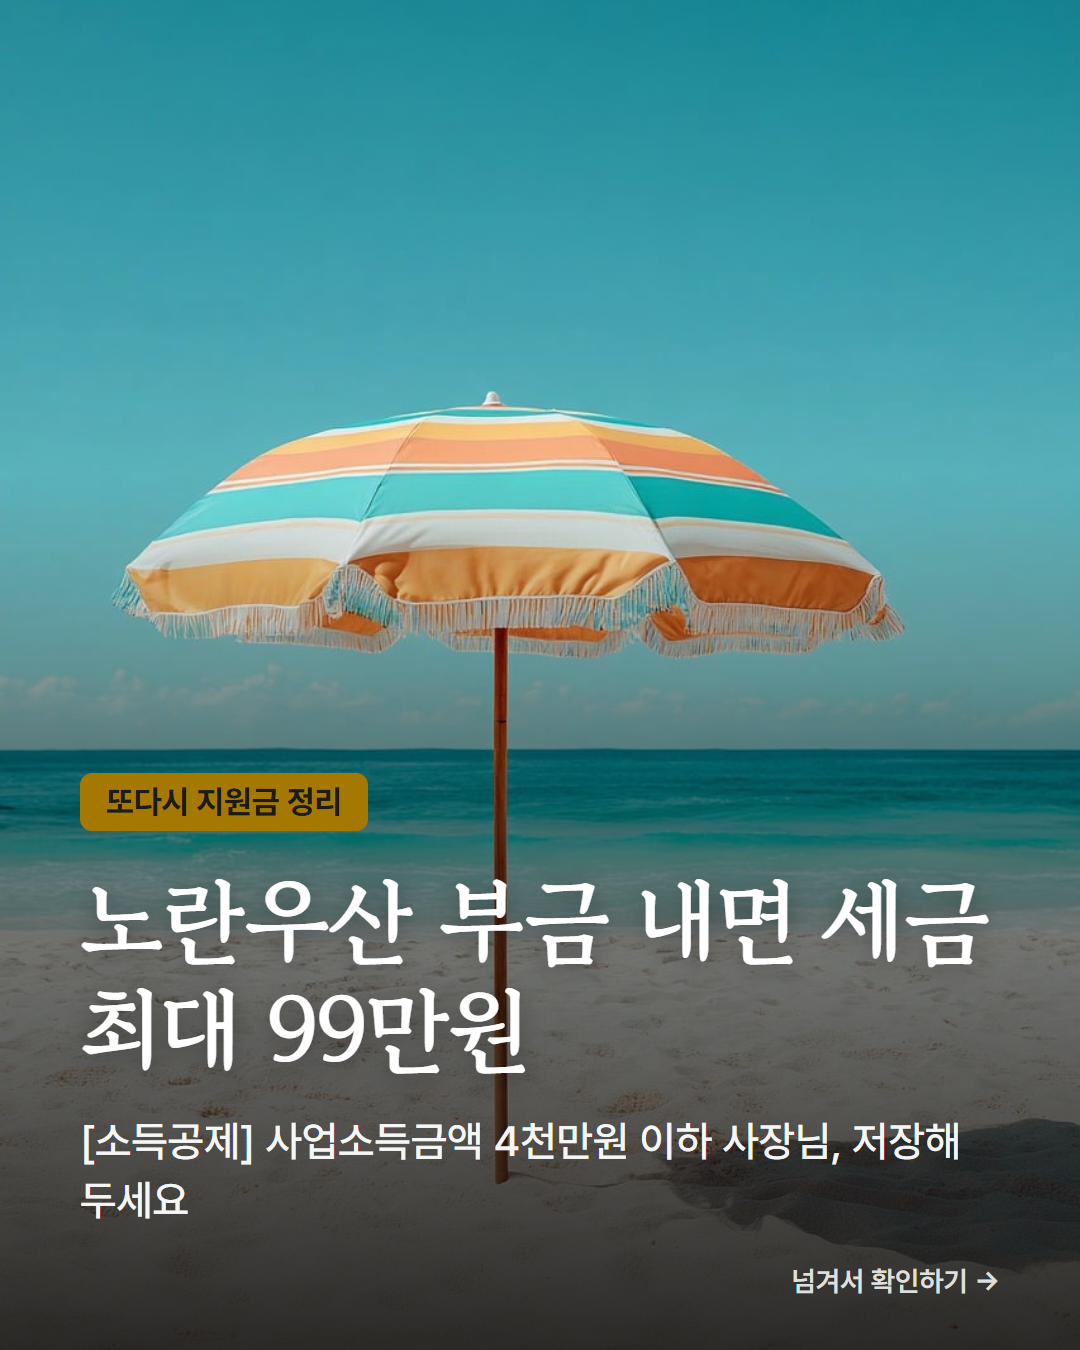 또다시 지원금 정리
노란우산 부금 내면 세금
최대 99만원
[소득공제] 사업소득금액 4천만원 이하 사장님, 저장해
두세요
넘겨서 확인하기 →